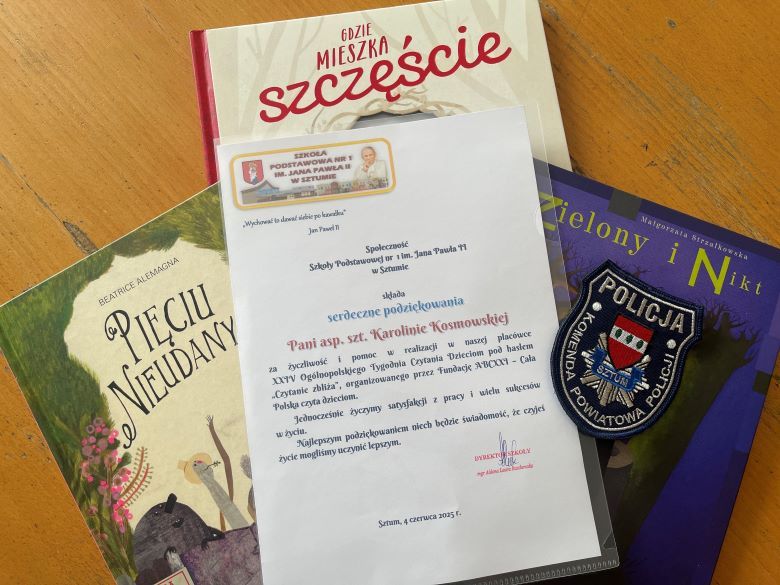 GDZIE
MIESZKA
szczęście
SZKOŁA
PODSTAWOWA NR 1
IM. JANA PAWŁA II
W SZTUMIE
„Wychować to dawać siebie po kawałku”
Jan Paweł II
Społeczność
Szkoły Podstawowej nr 1 im. Jana Pawła II
w Sztumie
składa
serdeczne podziękowania
Pani asp. szt. Karolinie Kosmowskiej
za życzliwość i pomoc w realizacji w naszej placówce
XXIV Ogólnopolskiego Tygodnia Czytania Dzieciom pod hasłem
„Czytanie zbliża”, organizowanego przez Fundację ABCXXI – Cała
Polska czyta dzieciom.
Jednocześnie życzymy satysfakcji z pracy i wielu sukcesów
w życiu.
Najlepszym podziękowaniem niech będzie świadomość, że czyjeś
życie mogliśmy uczynić lepszym.
DYREKTOR SZKOŁY
Sztum, 4 czerwca 2025 r.
BEATRICE ALEMAGNA
PIĘCIU
NIEUDANY
Małgorzata Strzałkowska
Zielony i Nikt
POLICJA
SZTUM
KOMENDA POWIATOWA POLICJI